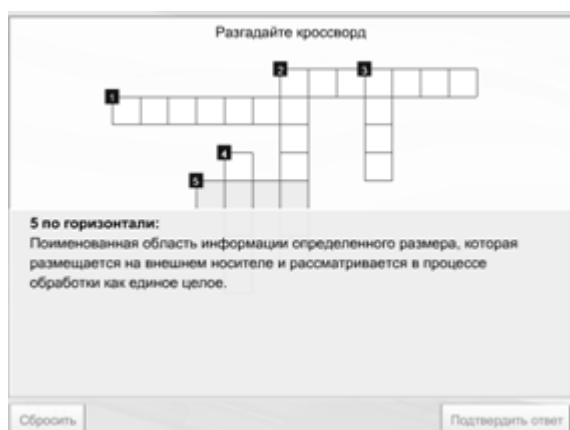 Разгадайте кроссворд
2 3
1
4
5
5 по горизонтали:
Поименованная область информации определенного размера, которая
размещается на внешнем носителе и рассматривается в процессе
обработки как единое целое.
Сбросить Подтвердить ответ